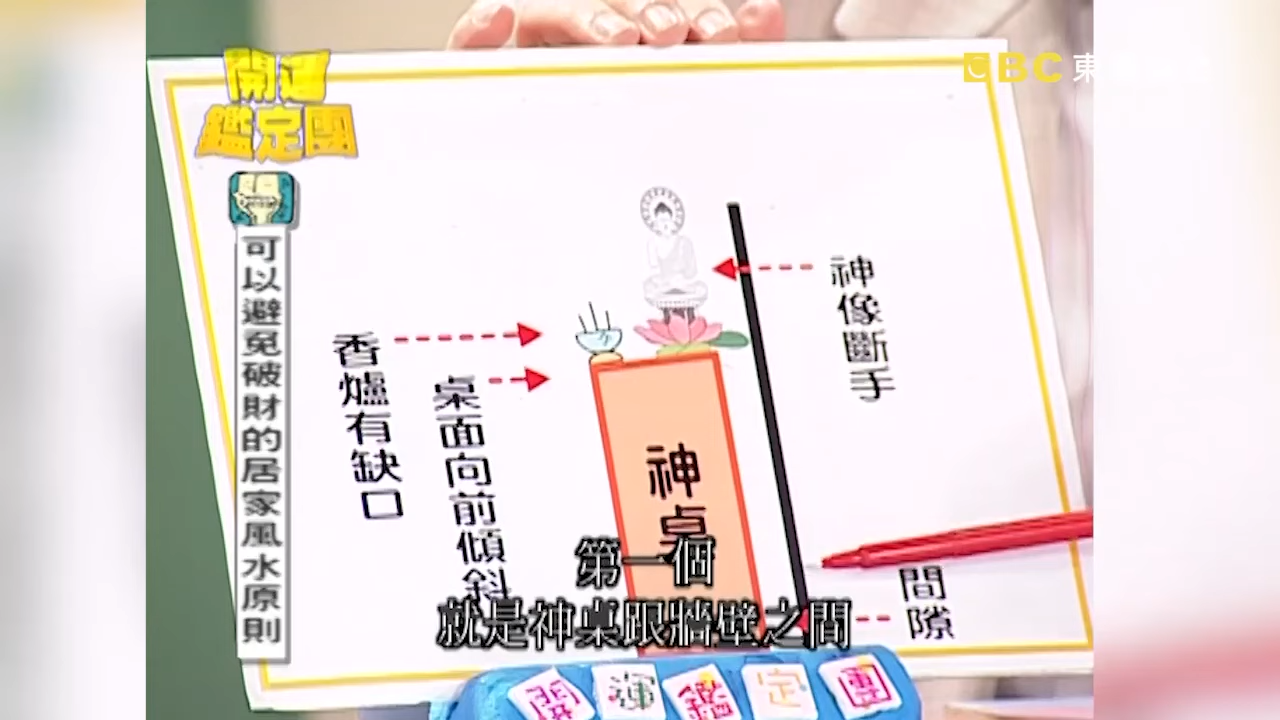 開運
鑑定團
EBC 東
可以避免破財的居家風水原則
香爐有缺口
桌面向前傾斜
神像斷手
神桌
間隙
第一個
就是神桌跟牆壁之間
開運鑑定團